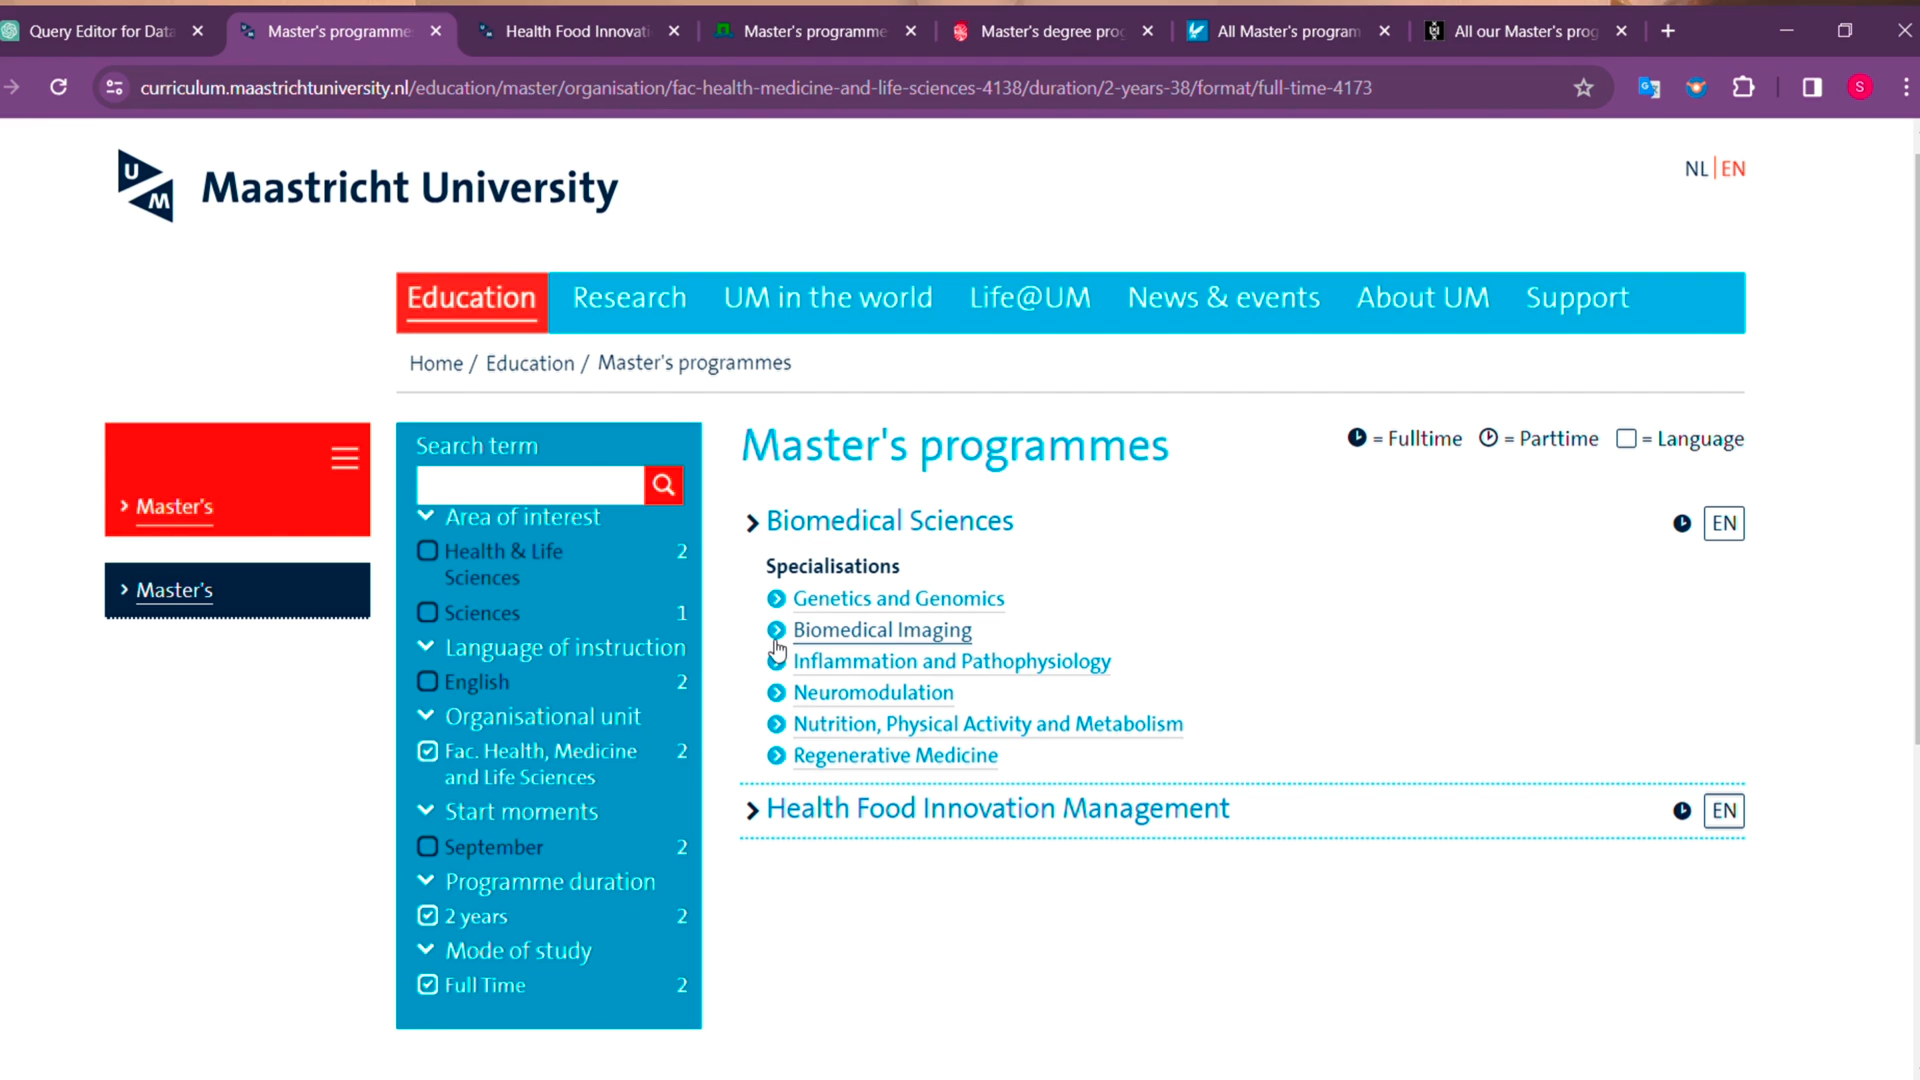 Query Editor for Data
Master's programme
Health Food Innovati
Master's programme
Master's degree prog
All Master's program
All our Master's prog
curriculum.maastrichtuniversity.nl/education/master/organisation/fac-health-medicine-and-life-sciences-4138/duration/2-years-38/format/full-time-4173
S
UM
Maastricht University
NL | EN
Education Research UM in the world Life@UM News & events About UM Support
Home / Education / Master's programmes
Master's
Master's
Search term
Area of interest
Health & Life 2
Sciences
Sciences 1
Language of instruction
English 2
Organisational unit
Fac. Health, Medicine 2
and Life Sciences
Start moments
September 2
Programme duration
2 years 2
Mode of study
Full Time 2
Master's programmes
= Fulltime = Parttime = Language
Biomedical Sciences EN
Specialisations
Genetics and Genomics
Biomedical Imaging
Inflammation and Pathophysiology
Neuromodulation
Nutrition, Physical Activity and Metabolism
Regenerative Medicine
Health Food Innovation Management EN